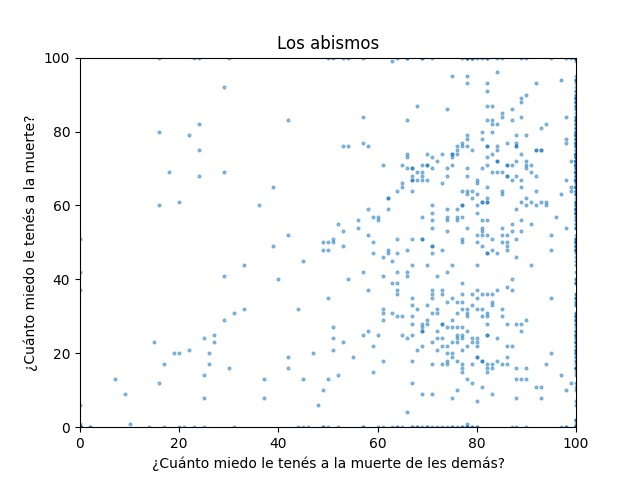 Los abismos
¿Cuánto miedo le tenés a la muerte?
100
80
60
40
20
0
0 20 40 60 80 100
¿Cuánto miedo le tenés a la muerte de les demás?